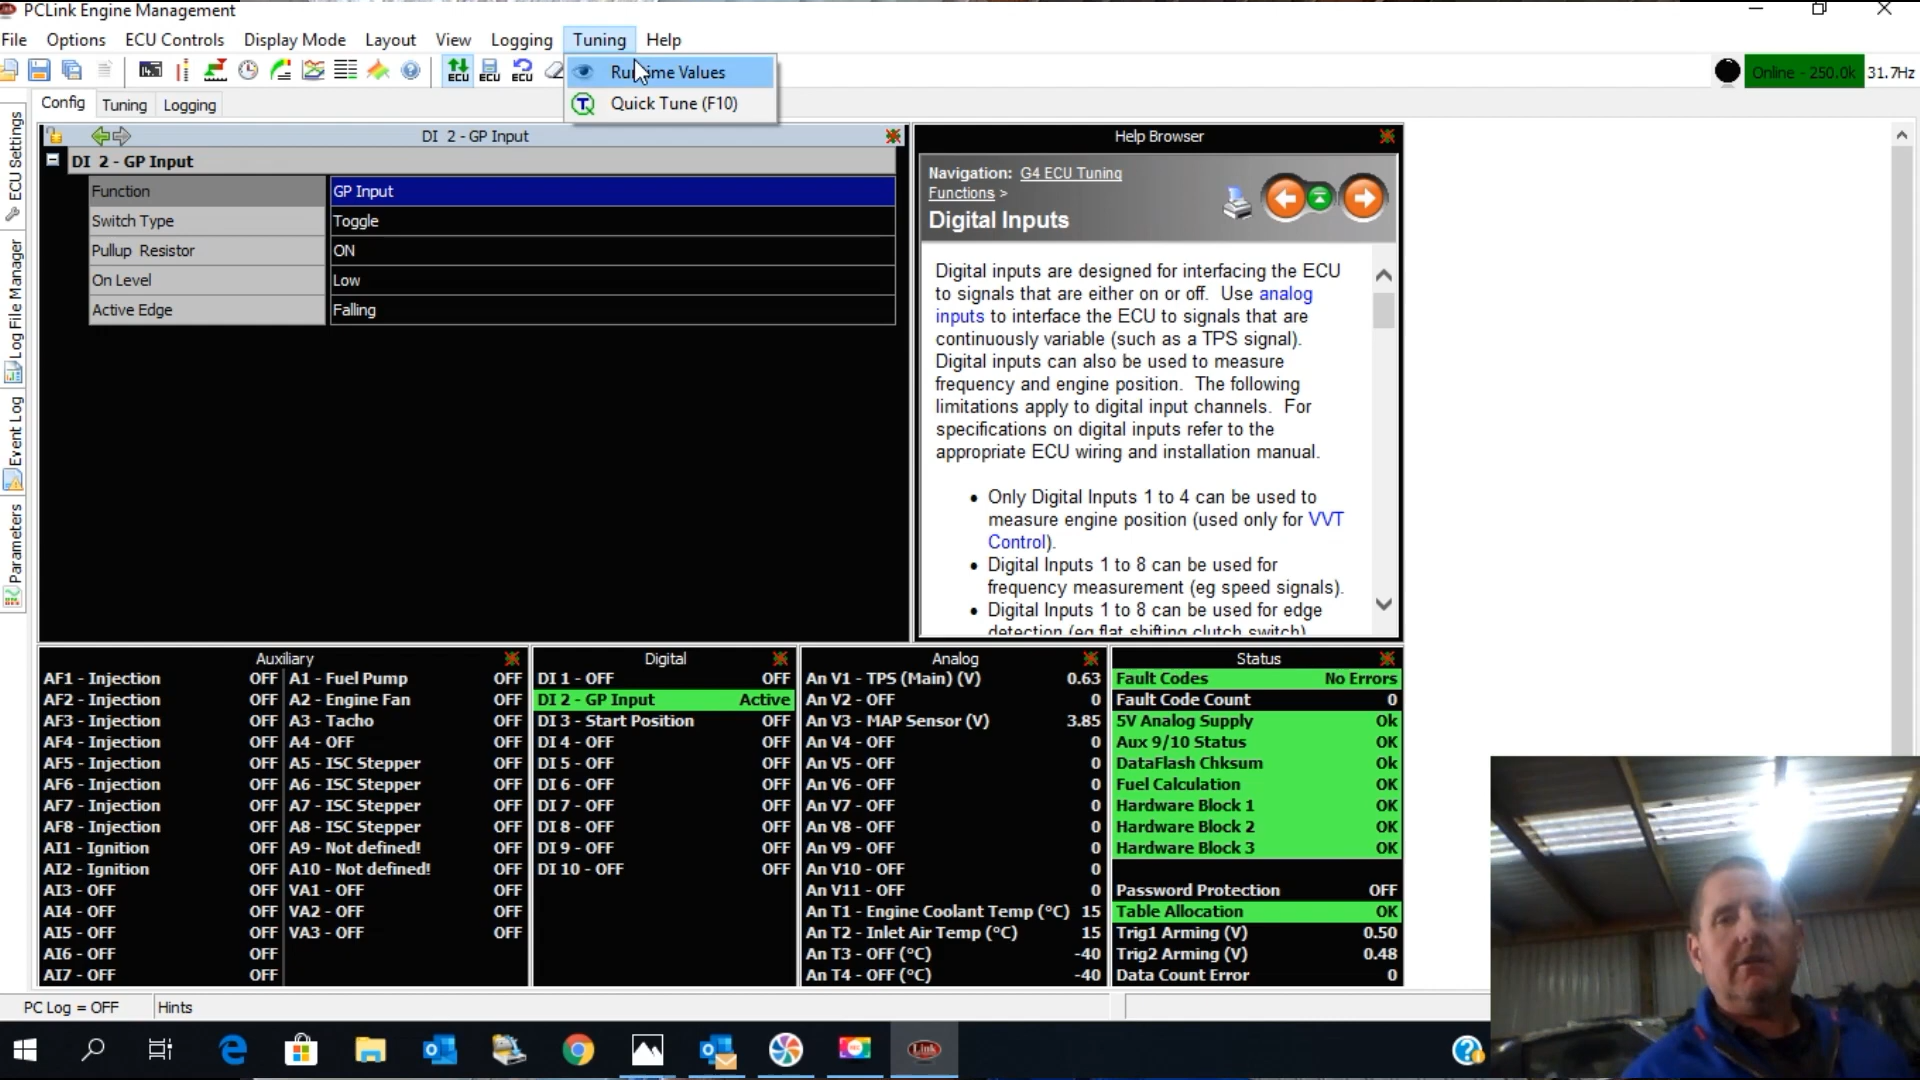 PCLink Engine Management
File Options ECU Controls Display Mode Layout View Logging Tuning Help
ECU ECU ECU
Runtime Values
Quick Tune (F10)
Online - 250.0k 31.7Hz
Config Tuning Logging
ECU Settings
Log File Manager
Event Log
Parameters
DI 2 - GP Input
DI 2 - GP Input
Function GP Input
Switch Type Toggle
Pullup Resistor ON
On Level Low
Active Edge Falling
Help Browser
Navigation: G4 ECU Tuning
Functions >
Digital Inputs
Digital inputs are designed for interfacing the ECU
to signals that are either on or off. Use analog
inputs to interface the ECU to signals that are
continuously variable (such as a TPS signal).
Digital inputs can also be used to measure
frequency and engine position. The following
limitations apply to digital input channels. For
specifications on digital inputs refer to the
appropriate ECU wiring and installation manual.
• Only Digital Inputs 1 to 4 can be used to
measure engine position (used only for VVT
Control).
• Digital Inputs 1 to 8 can be used for
frequency measurement (eg speed signals).
• Digital Inputs 1 to 8 can be used for edge
detection (eg flat shifting clutch switch)
Auxiliary
AF1 - Injection OFF A1 - Fuel Pump OFF
AF2 - Injection OFF A2 - Engine Fan OFF
AF3 - Injection OFF A3 - Tacho OFF
AF4 - Injection OFF A4 - OFF OFF
AF5 - Injection OFF A5 - ISC Stepper OFF
AF6 - Injection OFF A6 - ISC Stepper OFF
AF7 - Injection OFF A7 - ISC Stepper OFF
AF8 - Injection OFF A8 - ISC Stepper OFF
AI1 - Ignition OFF A9 - Not defined! OFF
AI2 - Ignition OFF A10 - Not defined! OFF
AI3 - OFF OFF VA1 - OFF OFF
AI4 - OFF OFF VA2 - OFF OFF
AI5 - OFF OFF VA3 - OFF OFF
AI6 - OFF OFF
AI7 - OFF OFF
Digital
DI 1 - OFF OFF
DI 2 - GP Input Active
DI 3 - Start Position OFF
DI 4 - OFF OFF
DI 5 - OFF OFF
DI 6 - OFF OFF
DI 7 - OFF OFF
DI 8 - OFF OFF
DI 9 - OFF OFF
DI 10 - OFF OFF
Analog
An V1 - TPS (Main) (V) 0.63
An V2 - OFF 0
An V3 - MAP Sensor (V) 3.85
An V4 - OFF 0
An V5 - OFF 0
An V6 - OFF 0
An V7 - OFF 0
An V8 - OFF 0
An V9 - OFF 0
An V10 - OFF 0
An V11 - OFF 0
An T1 - Engine Coolant Temp (°C) 15
An T2 - Inlet Air Temp (°C) 15
An T3 - OFF (°C) -40
An T4 - OFF (°C) -40
Status
Fault Codes No Errors
Fault Code Count 0
5V Analog Supply Ok
Aux 9/10 Status OK
DataFlash Chksum Ok
Fuel Calculation OK
Hardware Block 1 OK
Hardware Block 2 OK
Hardware Block 3 OK
Password Protection OFF
Table Allocation OK
Trig1 Arming (V) 0.50
Trig2 Arming (V) 0.48
Data Count Error 0
PC Log = OFF Hints
Link